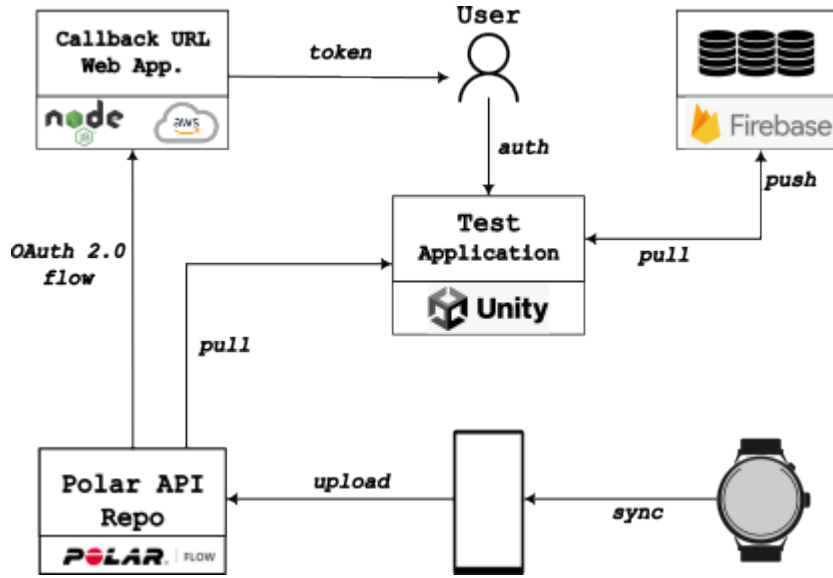 Callback URL
Web App.
node
JS
aws
token
User
Firebase
auth
push
OAuth 2.0
flow
Test
Application
Unity
pull
pull
Polar API
Repo
POLAR. | FLOW
upload
sync